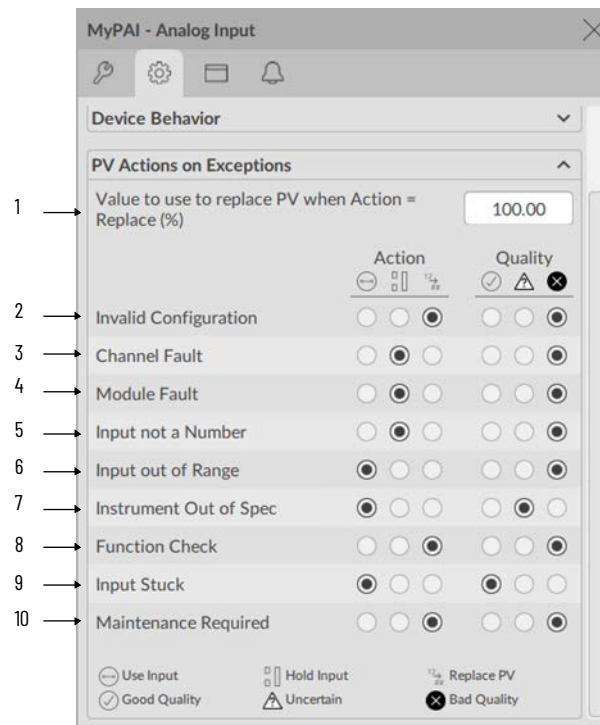 MyPAI - Analog Input
Device Behavior
PV Actions on Exceptions
1
Value to use to replace PV when Action =
Replace (%)
100.00
Action Quality
2 Invalid Configuration
3 Channel Fault
4 Module Fault
5 Input not a Number
6 Input out of Range
7 Instrument Out of Spec
8 Function Check
9 Input Stuck
10 Maintenance Required
Use Input Hold Input Replace PV
Good Quality Uncertain Bad Quality